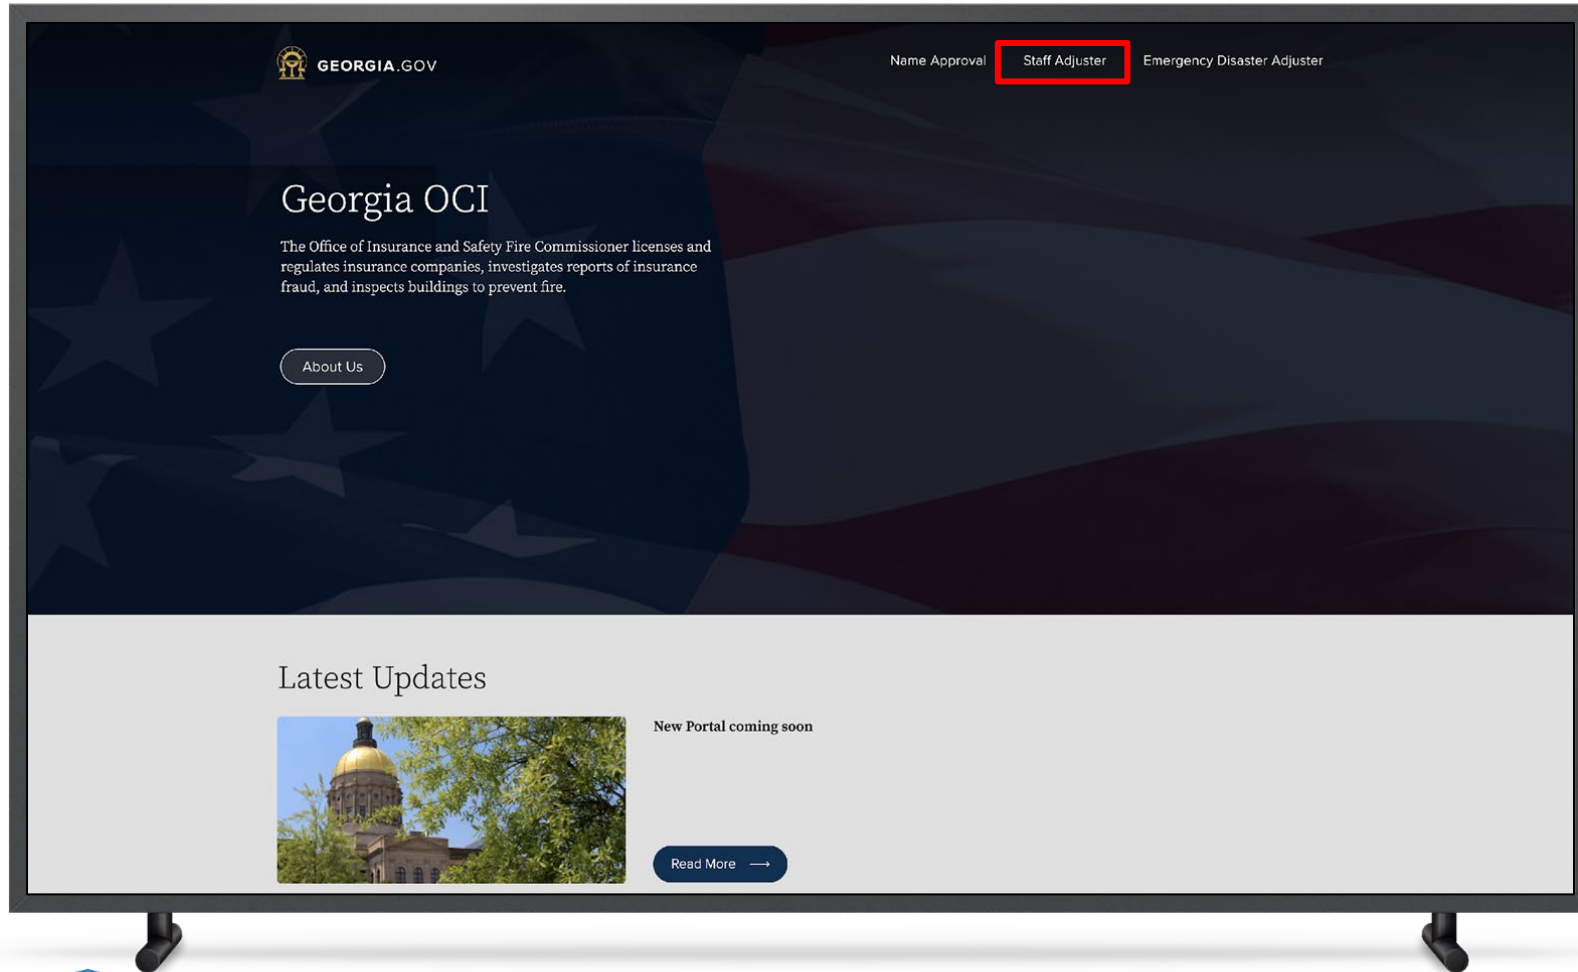 GEORGIA.GOV
Name Approval
Staff Adjuster
Emergency Disaster Adjuster
Georgia OCI
The Office of Insurance and Safety Fire Commissioner licenses and
regulates insurance companies, investigates reports of insurance
fraud, and inspects buildings to prevent fire.
About Us
Latest Updates
New Portal coming soon
Read More